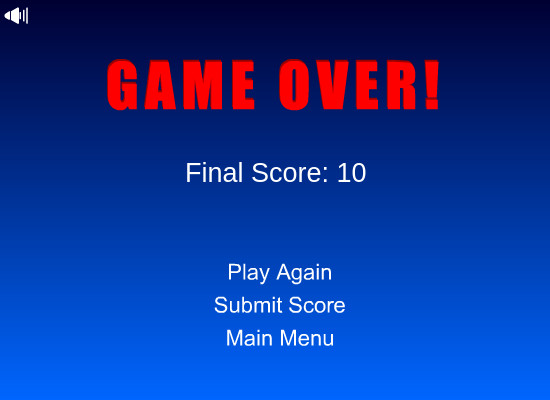 GAME OVER!
Final Score: 10
Play Again
Submit Score
Main Menu